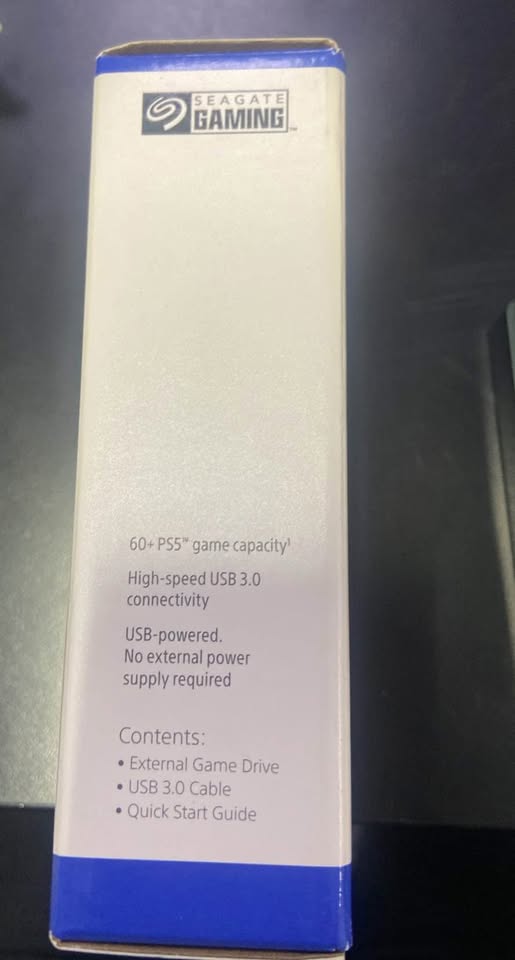 SEAGATE
GAMING™
60+ PS5™ game capacity¹
High-speed USB 3.0
connectivity
USB-powered.
No external power
supply required
Contents:
• External Game Drive
• USB 3.0 Cable
• Quick Start Guide